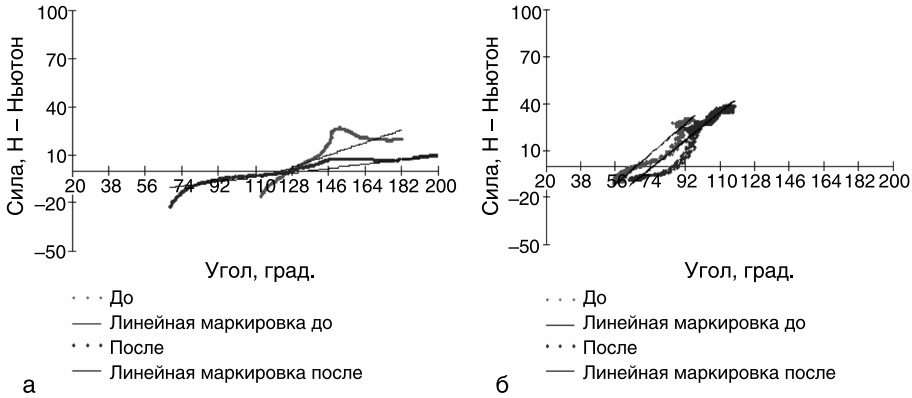 Сила, Н – Ньютон
100
70
40
10
–20
–50
20 38 56 74 92 110 128 146 164 182 200
Угол, град.
До
Линейная маркировка до
После
Линейная маркировка после
а
Сила, Н – Ньютон
100
70
40
10
–20
–50
20 38 56 74 92 110 128 146 164 182 200
Угол, град.
До
Линейная маркировка до
После
Линейная маркировка после
б